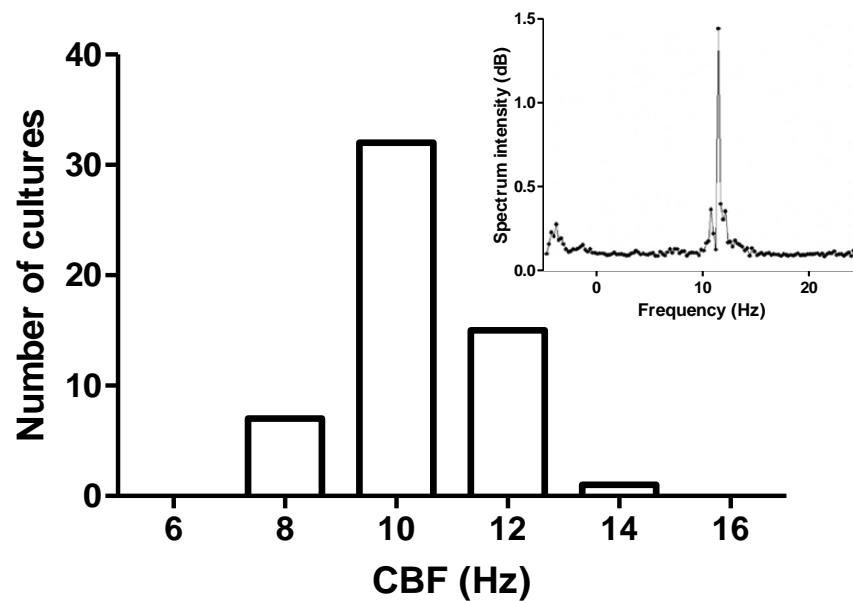 40
30
20
10
0
Number of cultures
6 8 10 12 14 16
CBF (Hz)
1.5
1.0
0.5
0.0
Spectrum intensity (dB)
0 10 20
Frequency (Hz)